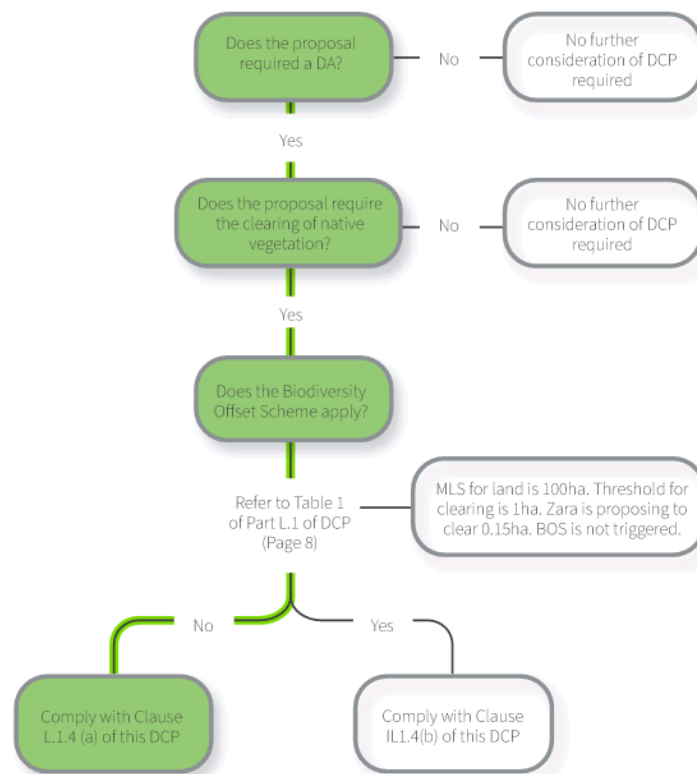 Does the proposal
required a DA?
No
No further
consideration of DCP
required
Yes
Does the proposal require
the clearing of native
vegetation?
No
No further
consideration of DCP
required
Yes
Does the Biodiversity
Offset Scheme apply?
Refer to Table 1
of Part L.1 of DCP
(Page 8)
MLS for land is 100ha. Threshold for
clearing is 1ha. Zara is proposing to
clear 0.15ha. BOS is not triggered.
No
Yes
Comply with Clause
L.1.4 (a) of this DCP
Comply with Clause
IL1.4(b) of this DCP